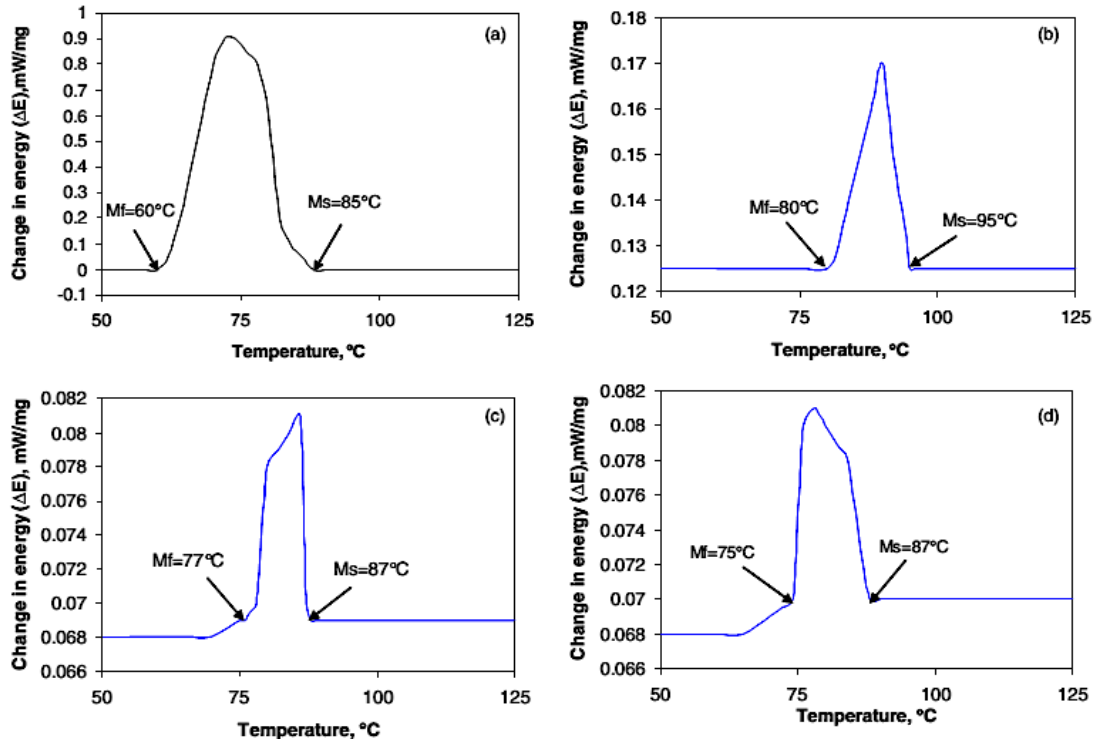 Change in energy (ΔE),mW/mg
1
0.9
0.8
0.7
0.6
0.5
0.4
0.3
0.2
0.1
0
-0.1
(a)
Mf=60°C
Ms=85°C
50
75
100
125
Temperature, °C
Change in energy (ΔE), mW/mg
0.18
0.17
0.16
0.15
0.14
0.13
0.12
(b)
Mf=80°C
Ms=95°C
50
75
100
125
Temperature, °C
Change in energy (ΔE), mW/mg
0.082
0.08
0.078
0.076
0.074
0.072
0.07
0.068
0.066
(c)
Mf=77°C
Ms=87°C
50
75
100
125
Temperature, °C
Change in energy (ΔE),mW/mg
0.082
0.08
0.078
0.076
0.074
0.072
0.07
0.068
0.066
(d)
Mf=75°C
Ms=87°C
50
75
100
125
Temperature, °C